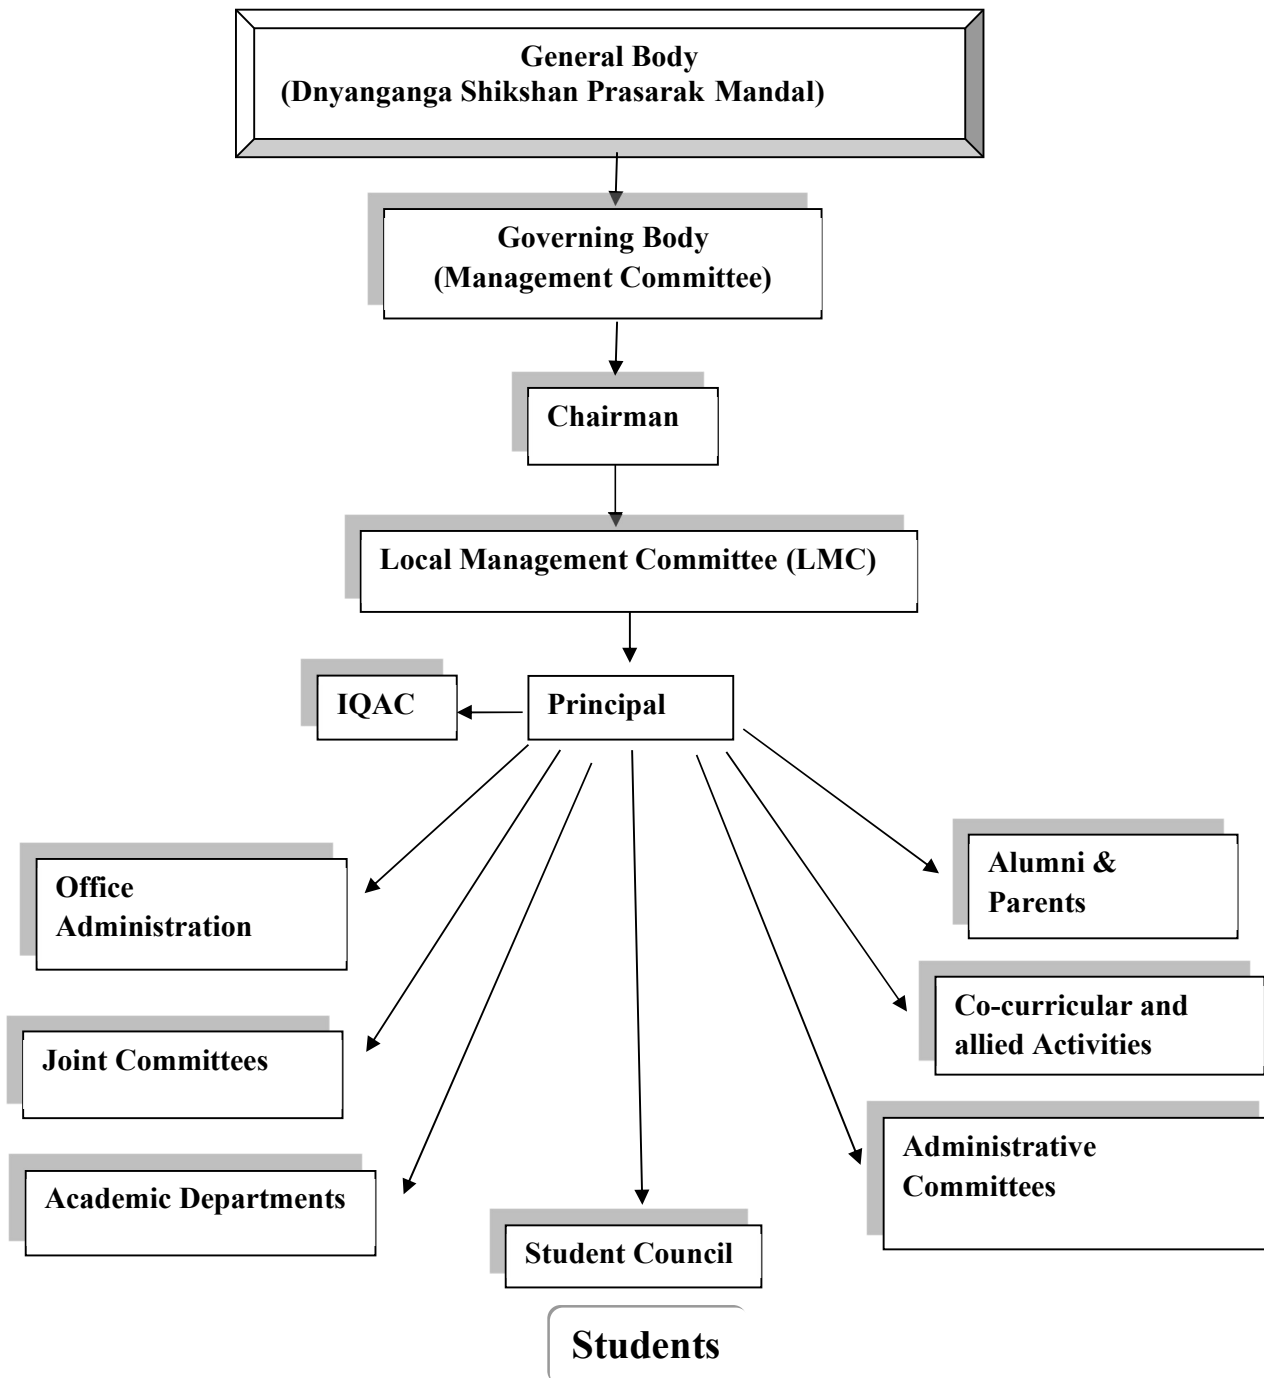 General Body
(Dnyanganga Shikshan Prasarak Mandal)
Governing Body
(Management Committee)
Chairman
Local Management Committee (LMC)
IQAC
Principal
Office
Administration
Alumni &
Parents
Joint Committees
Co-curricular and
allied Activities
Academic Departments
Administrative
Committees
Student Council
Students